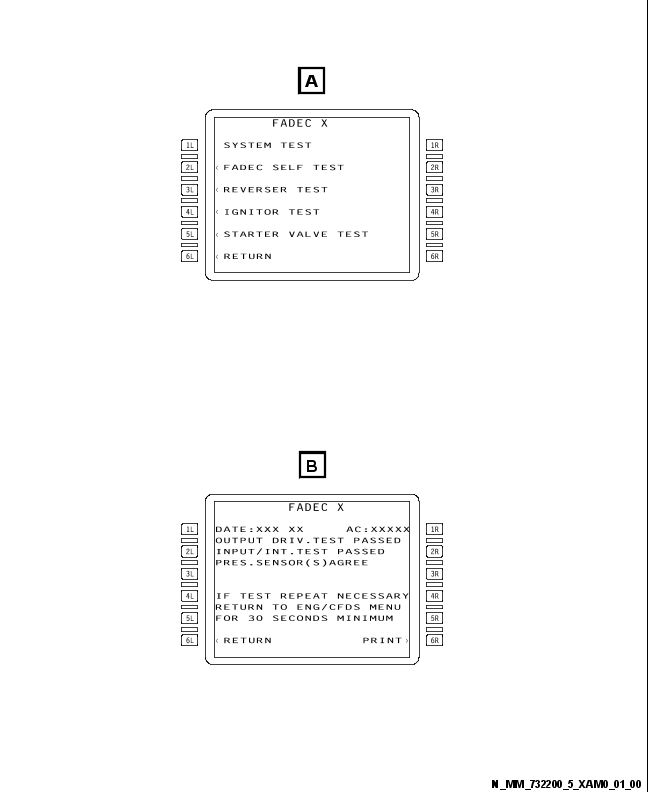 A
FADEC X
1L SYSTEM TEST 1R
2L <FADEC SELF TEST 2R
3L <REVERSER TEST 3R
4L <IGNITOR TEST 4R
5L <STARTER VALVE TEST 5R
6L <RETURN 6R
B
FADEC X
1L DATE:XXX XX AC:XXXXX 1R
OUTPUT DRIV.TEST PASSED
2L INPUT/INT.TEST PASSED 2R
PRES.SENSOR(S)AGREE
3L 3R
4L IF TEST REPEAT NECESSARY 4R
RETURN TO ENG/CFDS MENU
5L FOR 30 SECONDS MINIMUM 5R
6L <RETURN PRINT> 6R
N_MM_732200_5_XAM0_01_00